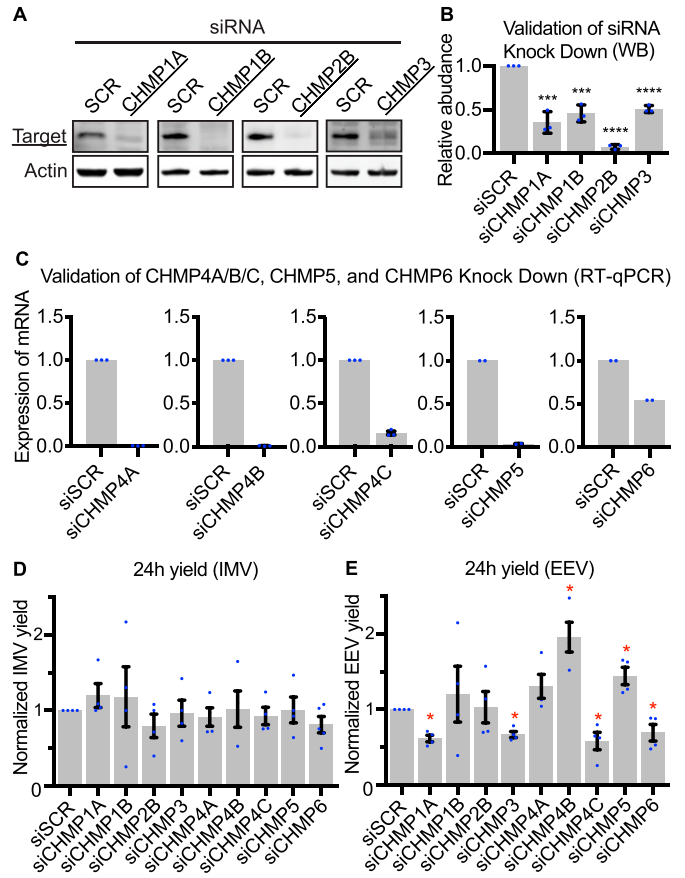 A
siRNA
SCR
CHMP1A
SCR
CHMP1B
SCR
CHMP2B
SCR
CHMP3
Target
Actin
B
Validation of siRNA
Knock Down (WB)
Relative abudance
1.0
0.5
0.0
***
***
****
****
siSCR
siCHMP1A
siCHMP1B
siCHMP2B
siCHMP3
C
Validation of CHMP4A/B/C, CHMP5, and CHMP6 Knock Down (RT-qPCR)
Expression of mRNA
1.5
1.0
0.5
0.0
siSCR
siCHMP4A
1.5
1.0
0.5
0.0
siSCR
siCHMP4B
1.5
1.0
0.5
0.0
siSCR
siCHMP4C
1.5
1.0
0.5
0.0
siSCR
siCHMP5
1.5
1.0
0.5
0.0
siSCR
siCHMP6
D
24h yield (IMV)
Normalized IMV yield
2
1
0
siSCR
siCHMP1A
siCHMP1B
siCHMP2B
siCHMP3
siCHMP4A
siCHMP4B
siCHMP4C
siCHMP5
siCHMP6
E
24h yield (EEV)
Normalized EEV yield
2
1
0
*
*
*
*
*
*
siSCR
siCHMP1A
siCHMP1B
siCHMP2B
siCHMP3
siCHMP4A
siCHMP4B
siCHMP4C
siCHMP5
siCHMP6